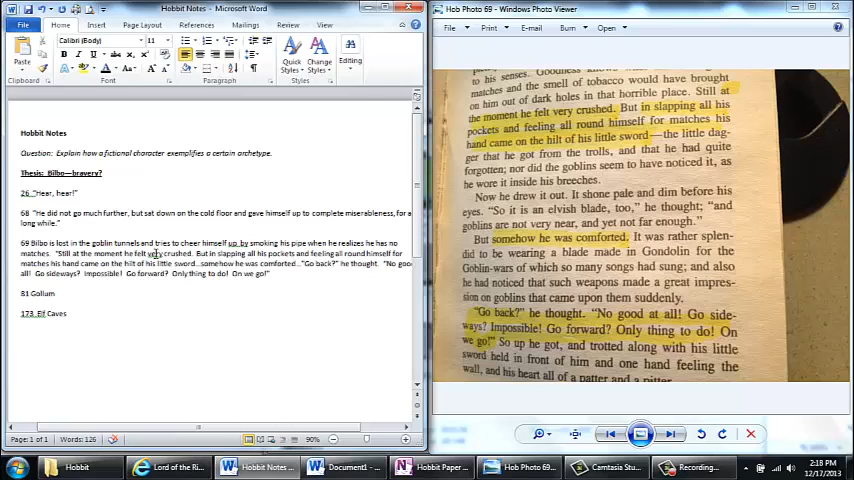 Hobbit Notes - Microsoft Word
File Home Insert Page Layout References Mailings Review View
Calibri (Body) 11
Paste
Quick Styles
Change Styles
Editing
Clipboard Font Paragraph Styles
Hobbit Notes
Question: Explain how a fictional character exemplifies a certain archetype.
Thesis: Bilbo—bravery?
26 "Hear, hear!"
68 "He did not go much further, but sat down on the cold floor and gave himself up to complete miserableness, for a
long while."
69 Bilbo is lost in the goblin tunnels and tries to cheer himself up by smoking his pipe when he realizes he has no
matches. "Still at the moment he felt very crushed. But in slapping all his pockets and feeling all round himself for
matches his hand came on the hilt of his little sword...somehow he was comforted..."Go back?" he thought. "No good
all! Go sideways? Impossible! Go forward? Only thing to do! On we go!"
81 Gollum
173 Elf Caves
Page: 1 of 1 Words: 126 90%
Hob Photo 69 - Windows Photo Viewer
File Print E-mail Burn Open
to his senses. Goodness
matches and the smell of tobacco would have brought
on him out of dark holes in that horrible place. Still at
the moment he felt very crushed. But in slapping all his
pockets and feeling all round himself for matches his
hand came on the hilt of his little sword—the little dag-
ger that he got from the trolls, and that he had quite
forgotten; nor did the goblins seem to have noticed it, as
he wore it inside his breeches.
Now he drew it out. It shone pale and dim before his
eyes. "So it is an elvish blade, too," he thought; "and
goblins are not very near, and yet not far enough."
But somehow he was comforted. It was rather splen-
did to be wearing a blade made in Gondolin for the
Goblin-wars of which so many songs had sung; and also
he had noticed that such weapons made a great impres-
sion on goblins that came upon them suddenly.
"Go back?" he thought. "No good at all! Go side-
ways? Impossible! Go forward? Only thing to do! On
we go!" So up he got, and trotted along with his little
sword held in front of him and one hand feeling the
wall, and his heart all of a patter and a pitter.
Hobbit Lord of the Ri... Hobbit Notes ... Document1 - ... Hobbit Paper ... Hob Photo 69... Camtasia Stu... Recording...
2:18 PM
12/17/2013